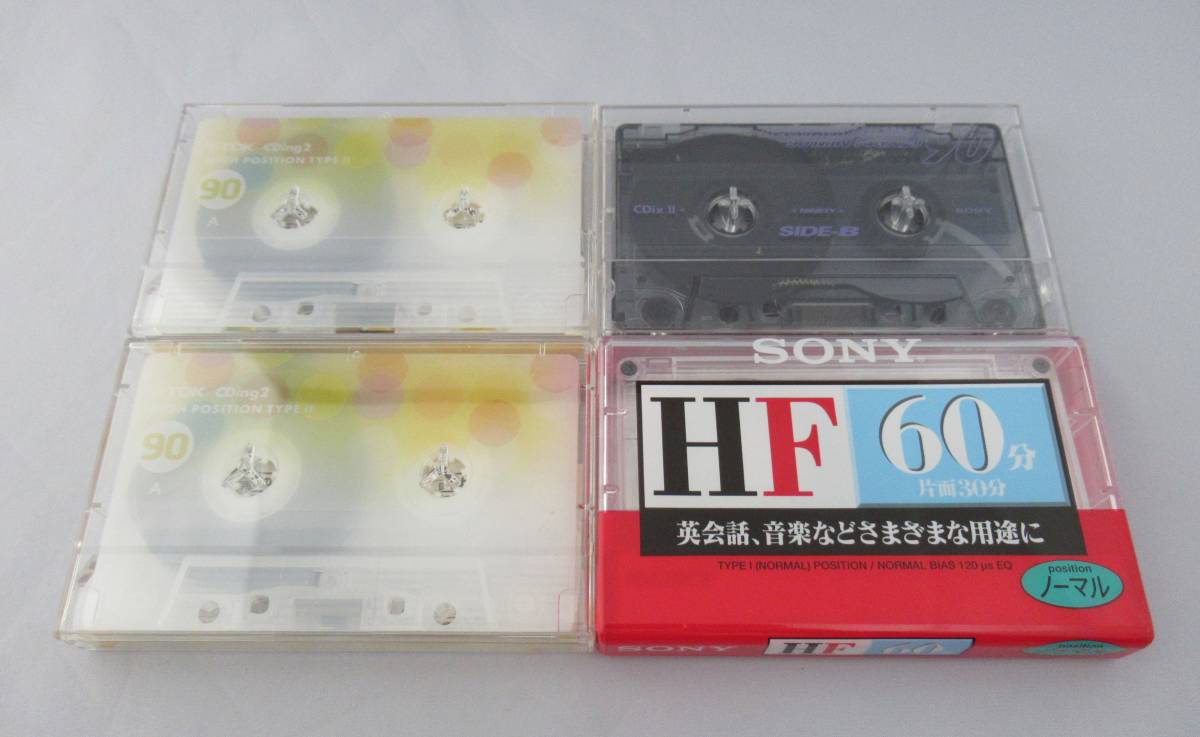 TDK CDing2
HIGH POSITION TYPE II
90
A
90
CDix II
SIDE-B
SONY
TDK CDing2
HIGH POSITION TYPE II
90
A
SONY
HF
60分
片面30分
英会話、音楽などさまざまな用途に
TYPE I (NORMAL) POSITION / NORMAL BIAS 120 μs EQ
position
ノーマル
SONY
HF
60
position